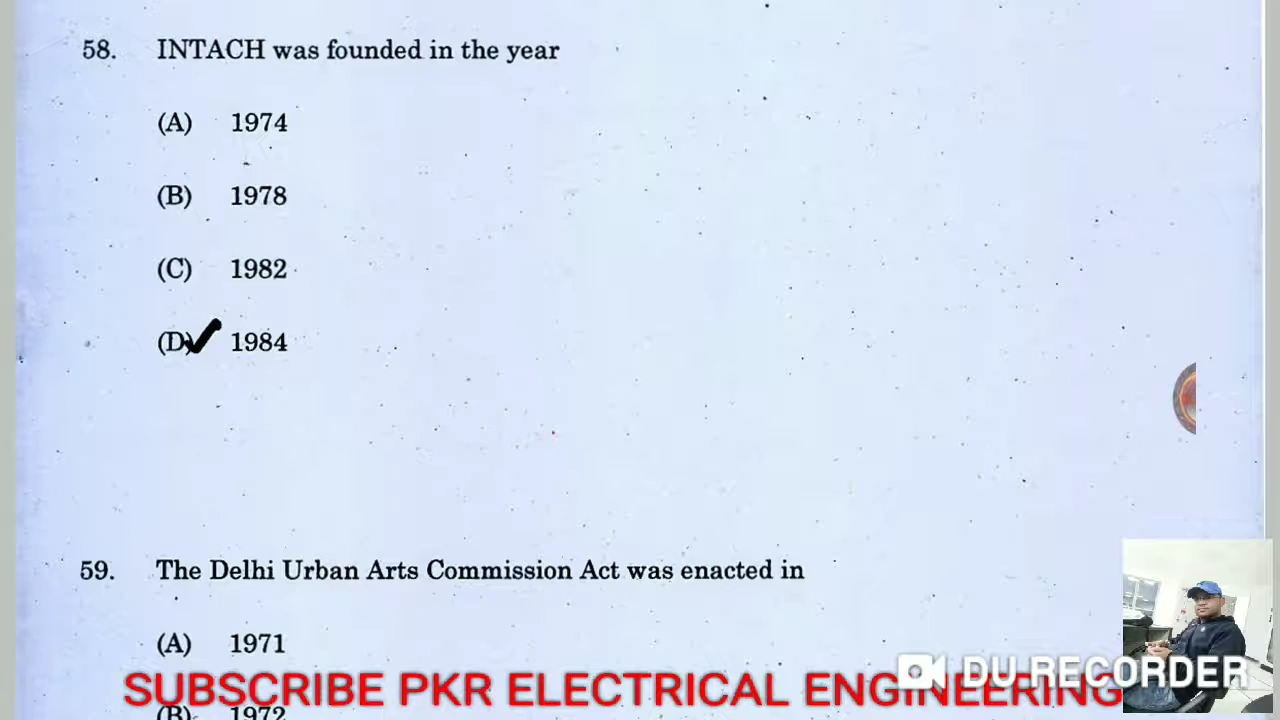 58. INTACH was founded in the year
(A) 1974
(B) 1978
(C) 1982
(D) 1984
59. The Delhi Urban Arts Commission Act was enacted in
(A) 1971
SUBSCRIBE PKR ELECTRICAL ENGINEERING
DU RECORDER
(B) 1972